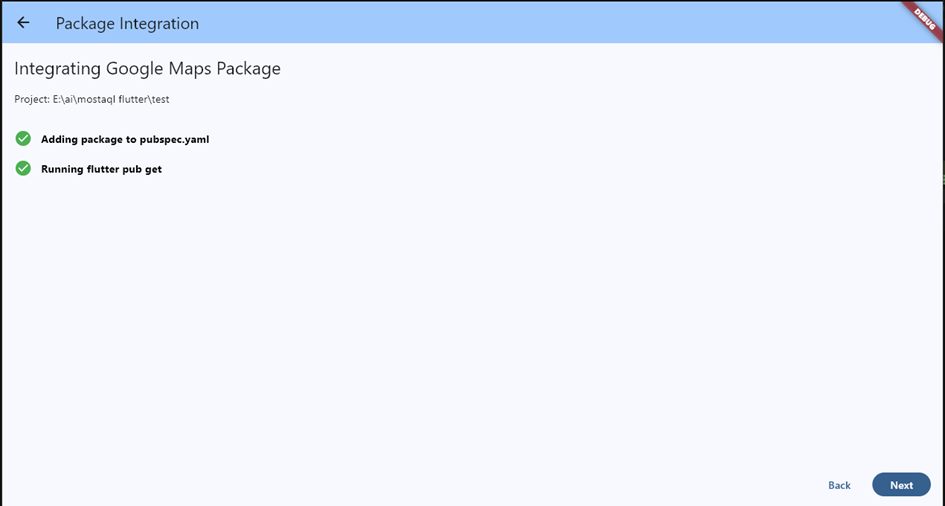 Package Integration
DEBUG
Integrating Google Maps Package
Project: E:\ai\mostaql flutter\test
Adding package to pubspec.yaml
Running flutter pub get
Back
Next